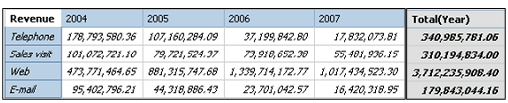 Revenue 2004 2005 2006 2007 Total(Year)
Telephone 178,793,580.36 107,160,284.09 37,199,842.80 17,832,073.81 340,985,781.06
Sales visit 101,072,721.10 79,721,524.37 73,918,652.38 55,481,936.15 310,194,834.00
Web 473,771,464.65 881,315,747.68 1,339,714,172.77 1,017,434,523.30 3,712,235,908.40
E-mail 95,402,796.21 44,318,886.43 23,701,042.57 16,420,318.95 179,843,044.16